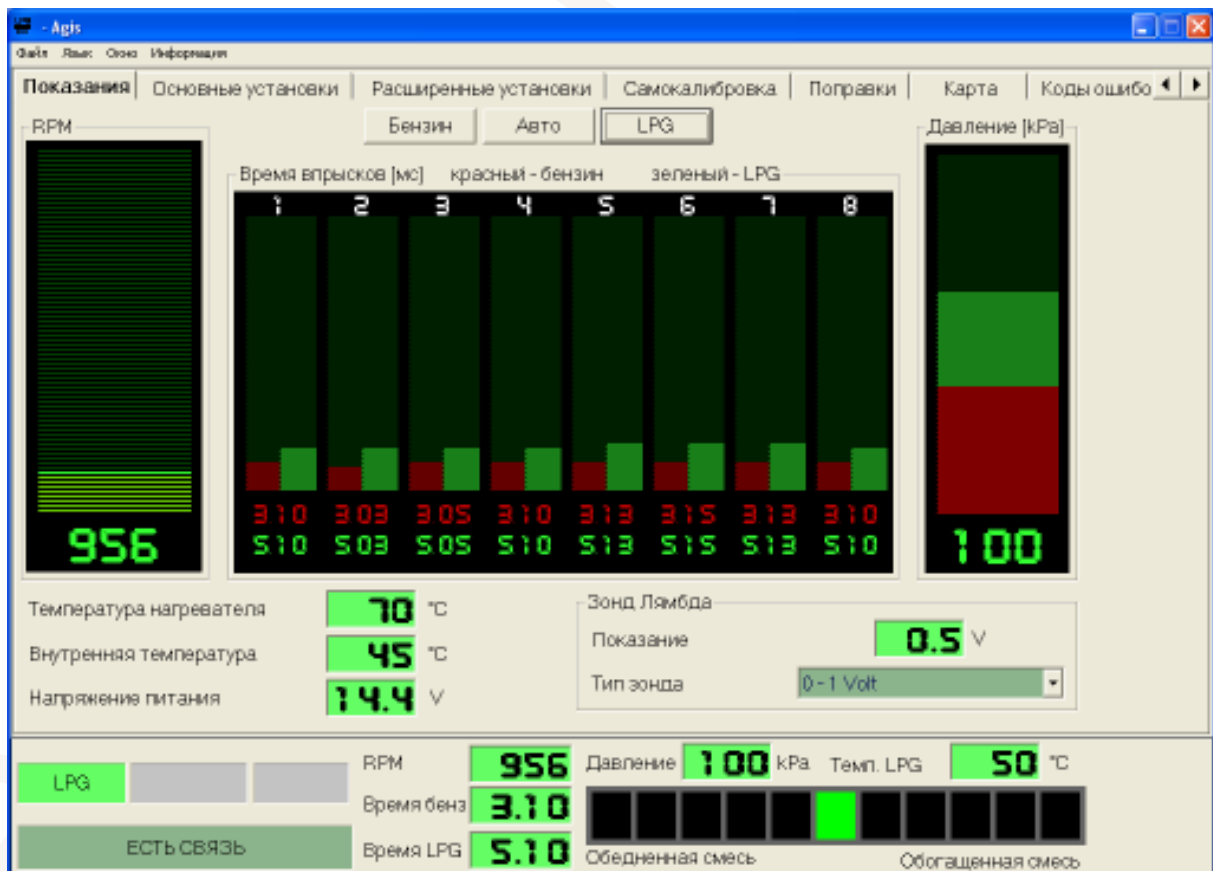 - Agis
Файл Язык Окно Информация
Показания Основные установки Расширенные установки Самокалибровка Поправки Карта Коды ошибо
Бензин Авто LPG
RPM
Давление [kPa]
Время впрысков [мс] красный - бензин зеленый - LPG
1 2 3 4 5 6 7 8
3.10 3.03 3.05 3.10 3.13 3.15 3.13 3.10
5.10 5.03 5.05 5.10 5.13 5.15 5.13 5.10
956
100
Температура нагревателя 70 °C
Внутренняя температура 45 °C
Напряжение питания 14.4 V
Зонд Лямбда
Показание 0.5 V
Тип зонда 0 - 1 Volt
LPG
ЕСТЬ СВЯЗЬ
RPM 956
Время бенз 3.10
Время LPG 5.10
Давление 100 kPa Темп. LPG 50 °C
Обедненная смесь Обогащенная смесь